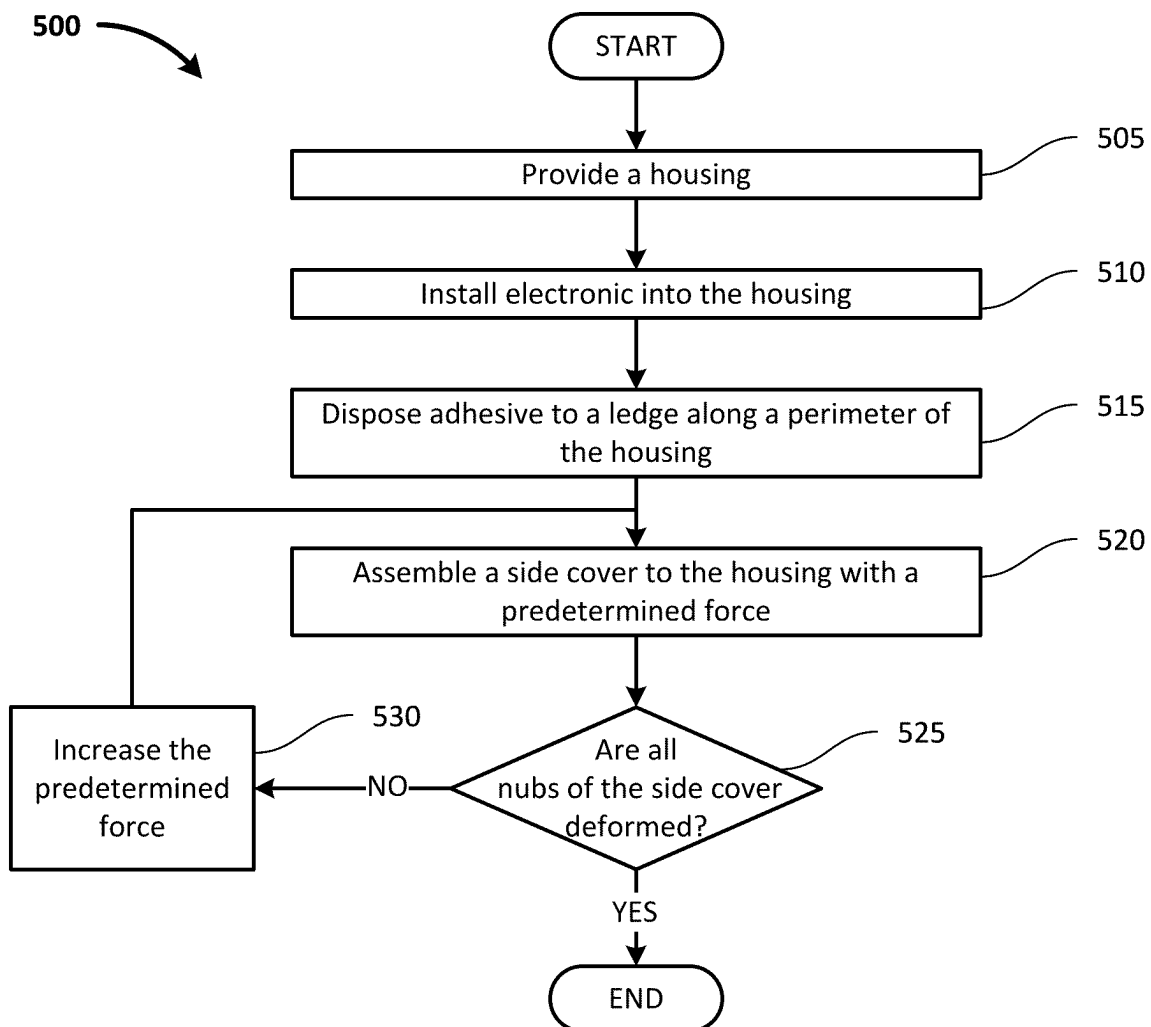 500
START
505
Provide a housing
510
Install electronic into the housing
515
Dispose adhesive to a ledge along a perimeter of
the housing
520
Assemble a side cover to the housing with a
predetermined force
525
Are all
nubs of the side cover
deformed?
530
Increase the
predetermined
force
NO
YES
END